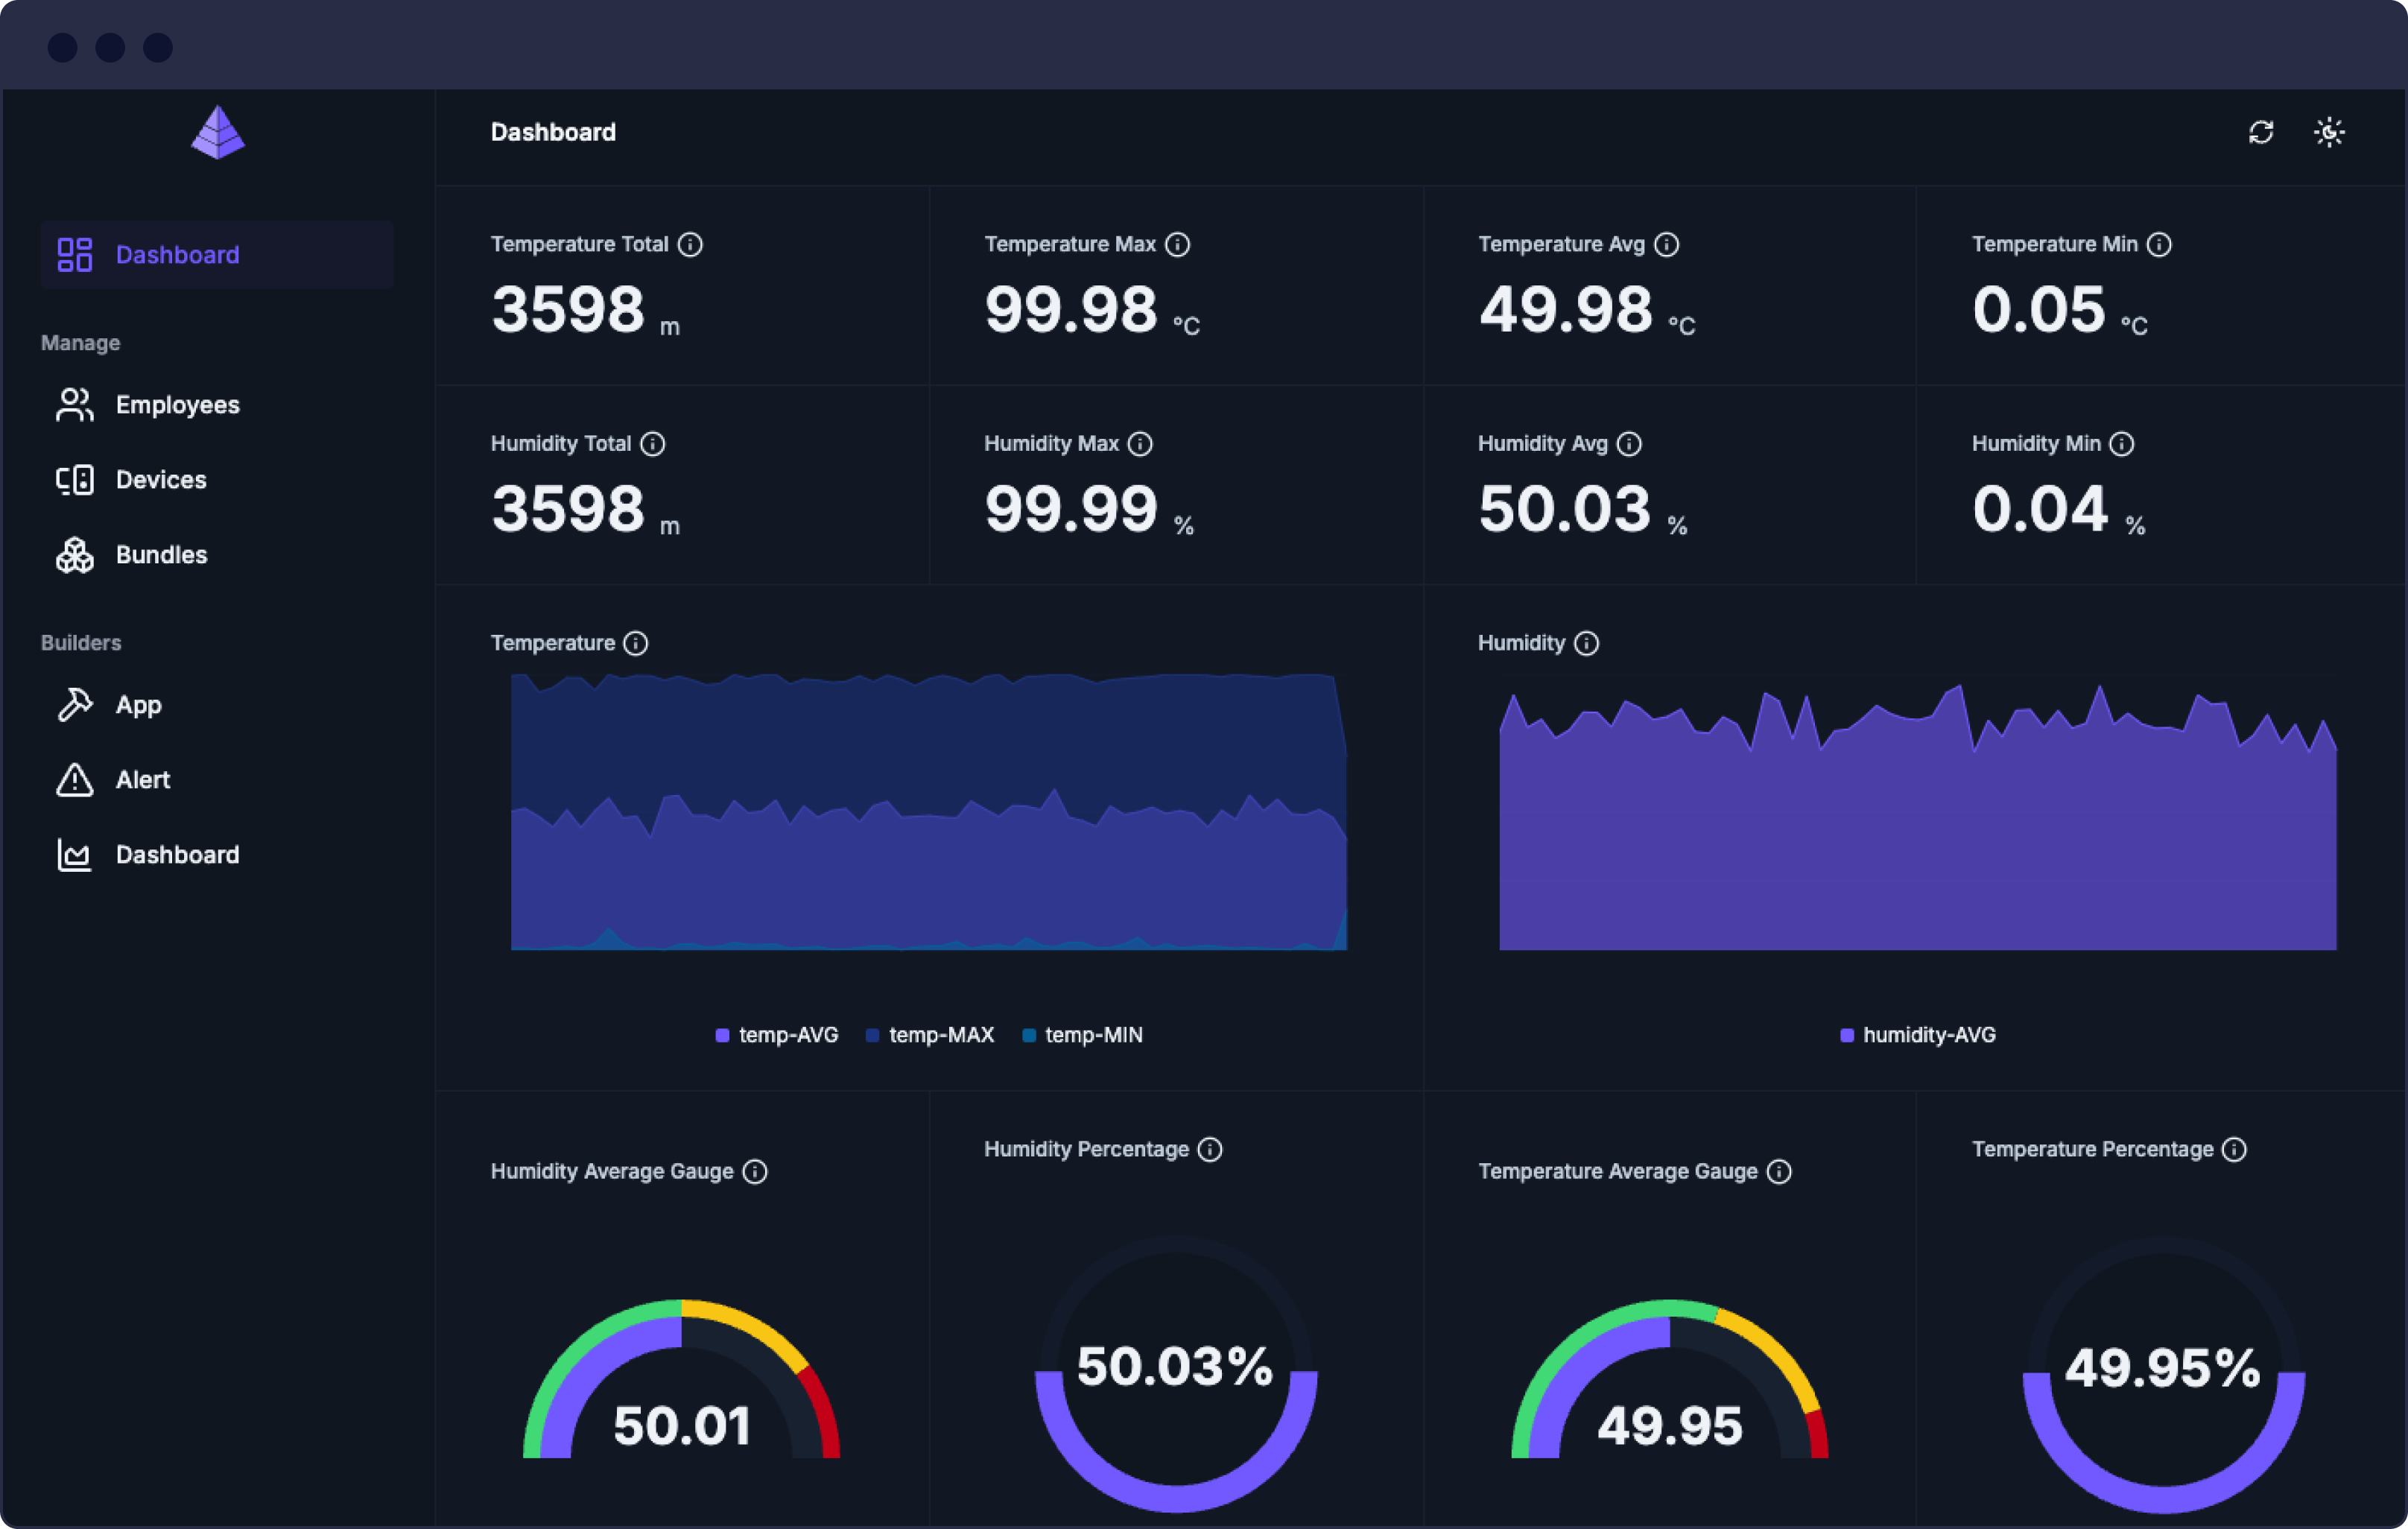 Dashboard
Dashboard
Manage
Employees
Devices
Bundles
Builders
App
Alert
Dashboard
Temperature Total
3598 m
Temperature Max
99.98 °C
Temperature Avg
49.98 °C
Temperature Min
0.05 °C
Humidity Total
3598 m
Humidity Max
99.99 %
Humidity Avg
50.03 %
Humidity Min
0.04 %
Temperature
temp-AVG temp-MAX temp-MIN
Humidity
humidity-AVG
Humidity Average Gauge
50.01
Humidity Percentage
50.03%
Temperature Average Gauge
49.95
Temperature Percentage
49.95%